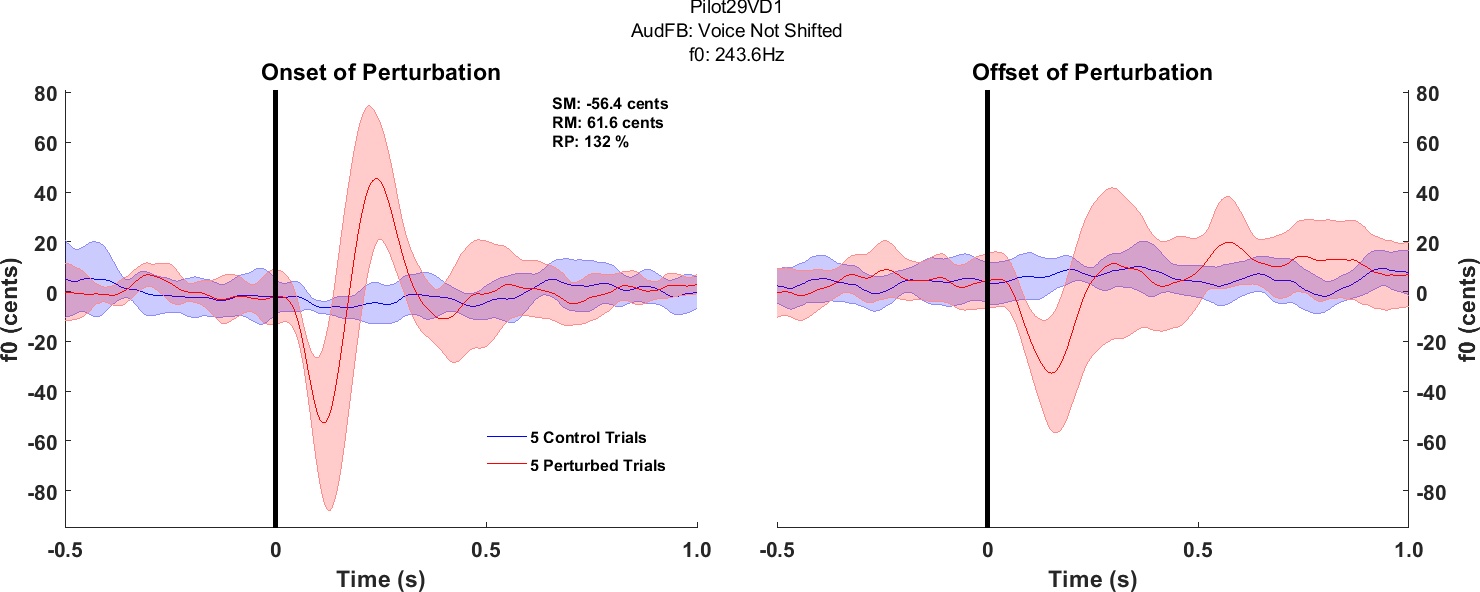 Pilot29VD1
AudFB: Voice Not Shifted
f0: 243.6Hz
Onset of Perturbation
Offset of Perturbation
SM: -56.4 cents
RM: 61.6 cents
RP: 132 %
80
60
40
20
0
-20
-40
-60
-80
f0 (cents)
5 Control Trials
5 Perturbed Trials
-0.5
0
0.5
1.0
Time (s)
80
60
40
20
0
-20
-40
-60
-80
f0 (cents)
-0.5
0
0.5
1.0
Time (s)